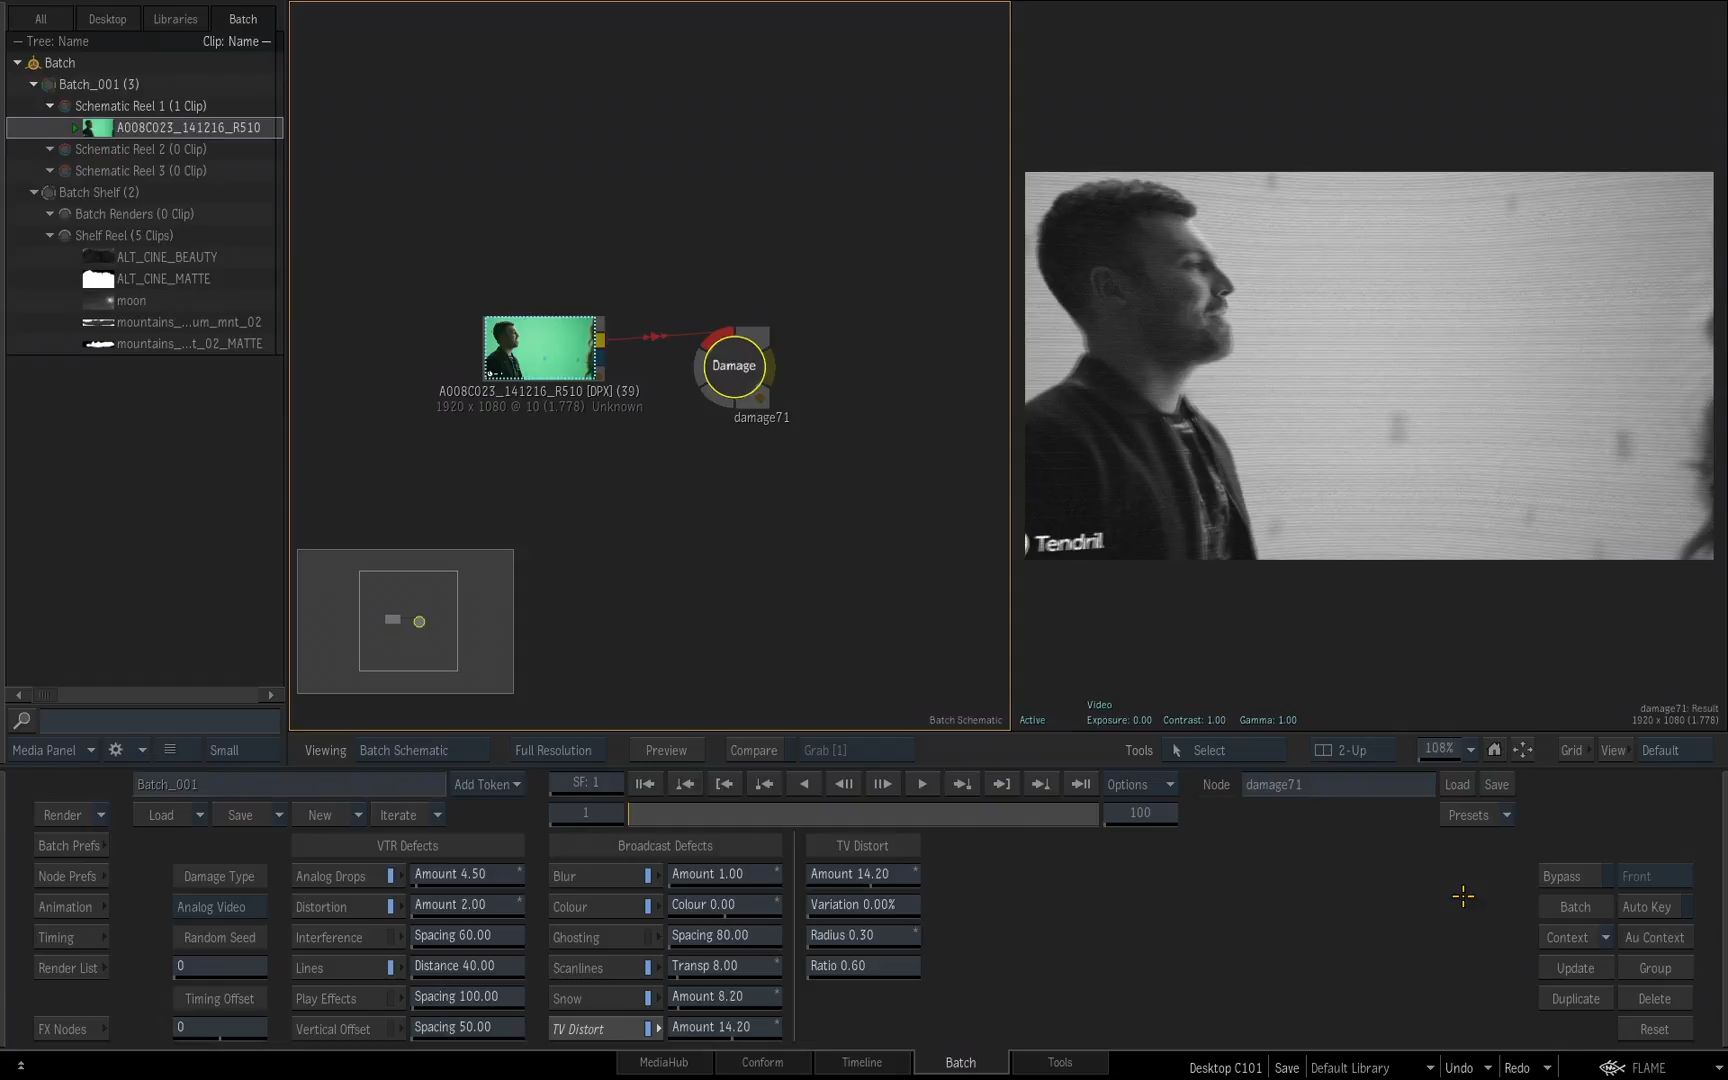 All Desktop Libraries Batch
Tree: Name Clip: Name
Batch
Batch_001 (3)
Schematic Reel 1 (1 Clip)
A008C023_141216_R510
Schematic Reel 2 (0 Clip)
Schematic Reel 3 (0 Clip)
Batch Shelf (2)
Batch Renders (0 Clip)
Shelf Reel (5 Clips)
ALT_CINE_BEAUTY
ALT_CINE_MATTE
moon
mountains_...um_mnt_02
mountains_...t_02_MATTE
Damage
A008C023_141216_R510 [DPX] (39)
1920 x 1080 @ 10 (1.778) Unknown
damage71
Tendril
Batch Schematic
Video
Active Exposure: 0.00 Contrast: 1.00 Gamma: 1.00
damage71: Result
1920 x 1080 (1.778)
Media Panel Small Viewing Batch Schematic Full Resolution Preview Compare Grab [1] Tools Select 2-Up 108% Grid View Default
Batch_001 Add Token SF: 1 Options Node damage71 Load Save
Render Load Save New Iterate 1 100 Presets
Batch Prefs VTR Defects Broadcast Defects TV Distort
Node Prefs Damage Type Analog Drops Amount 4.50 Blur Amount 1.00 Amount 14.20 Bypass Front
Animation Analog Video Distortion Amount 2.00 Colour Colour 0.00 Variation 0.00% Batch Auto Key
Timing Random Seed Interference Spacing 60.00 Ghosting Spacing 80.00 Radius 0.30 Context Au Context
Render List 0 Lines Distance 40.00 Scanlines Transp 8.00 Ratio 0.60 Update Group
Timing Offset Play Effects Spacing 100.00 Snow Amount 8.20 Duplicate Delete
FX Nodes 0 Vertical Offset Spacing 50.00 TV Distort Amount 14.20 Reset
MediaHub Conform Timeline Batch Tools Desktop C101 Save Default Library Undo Redo FLAME